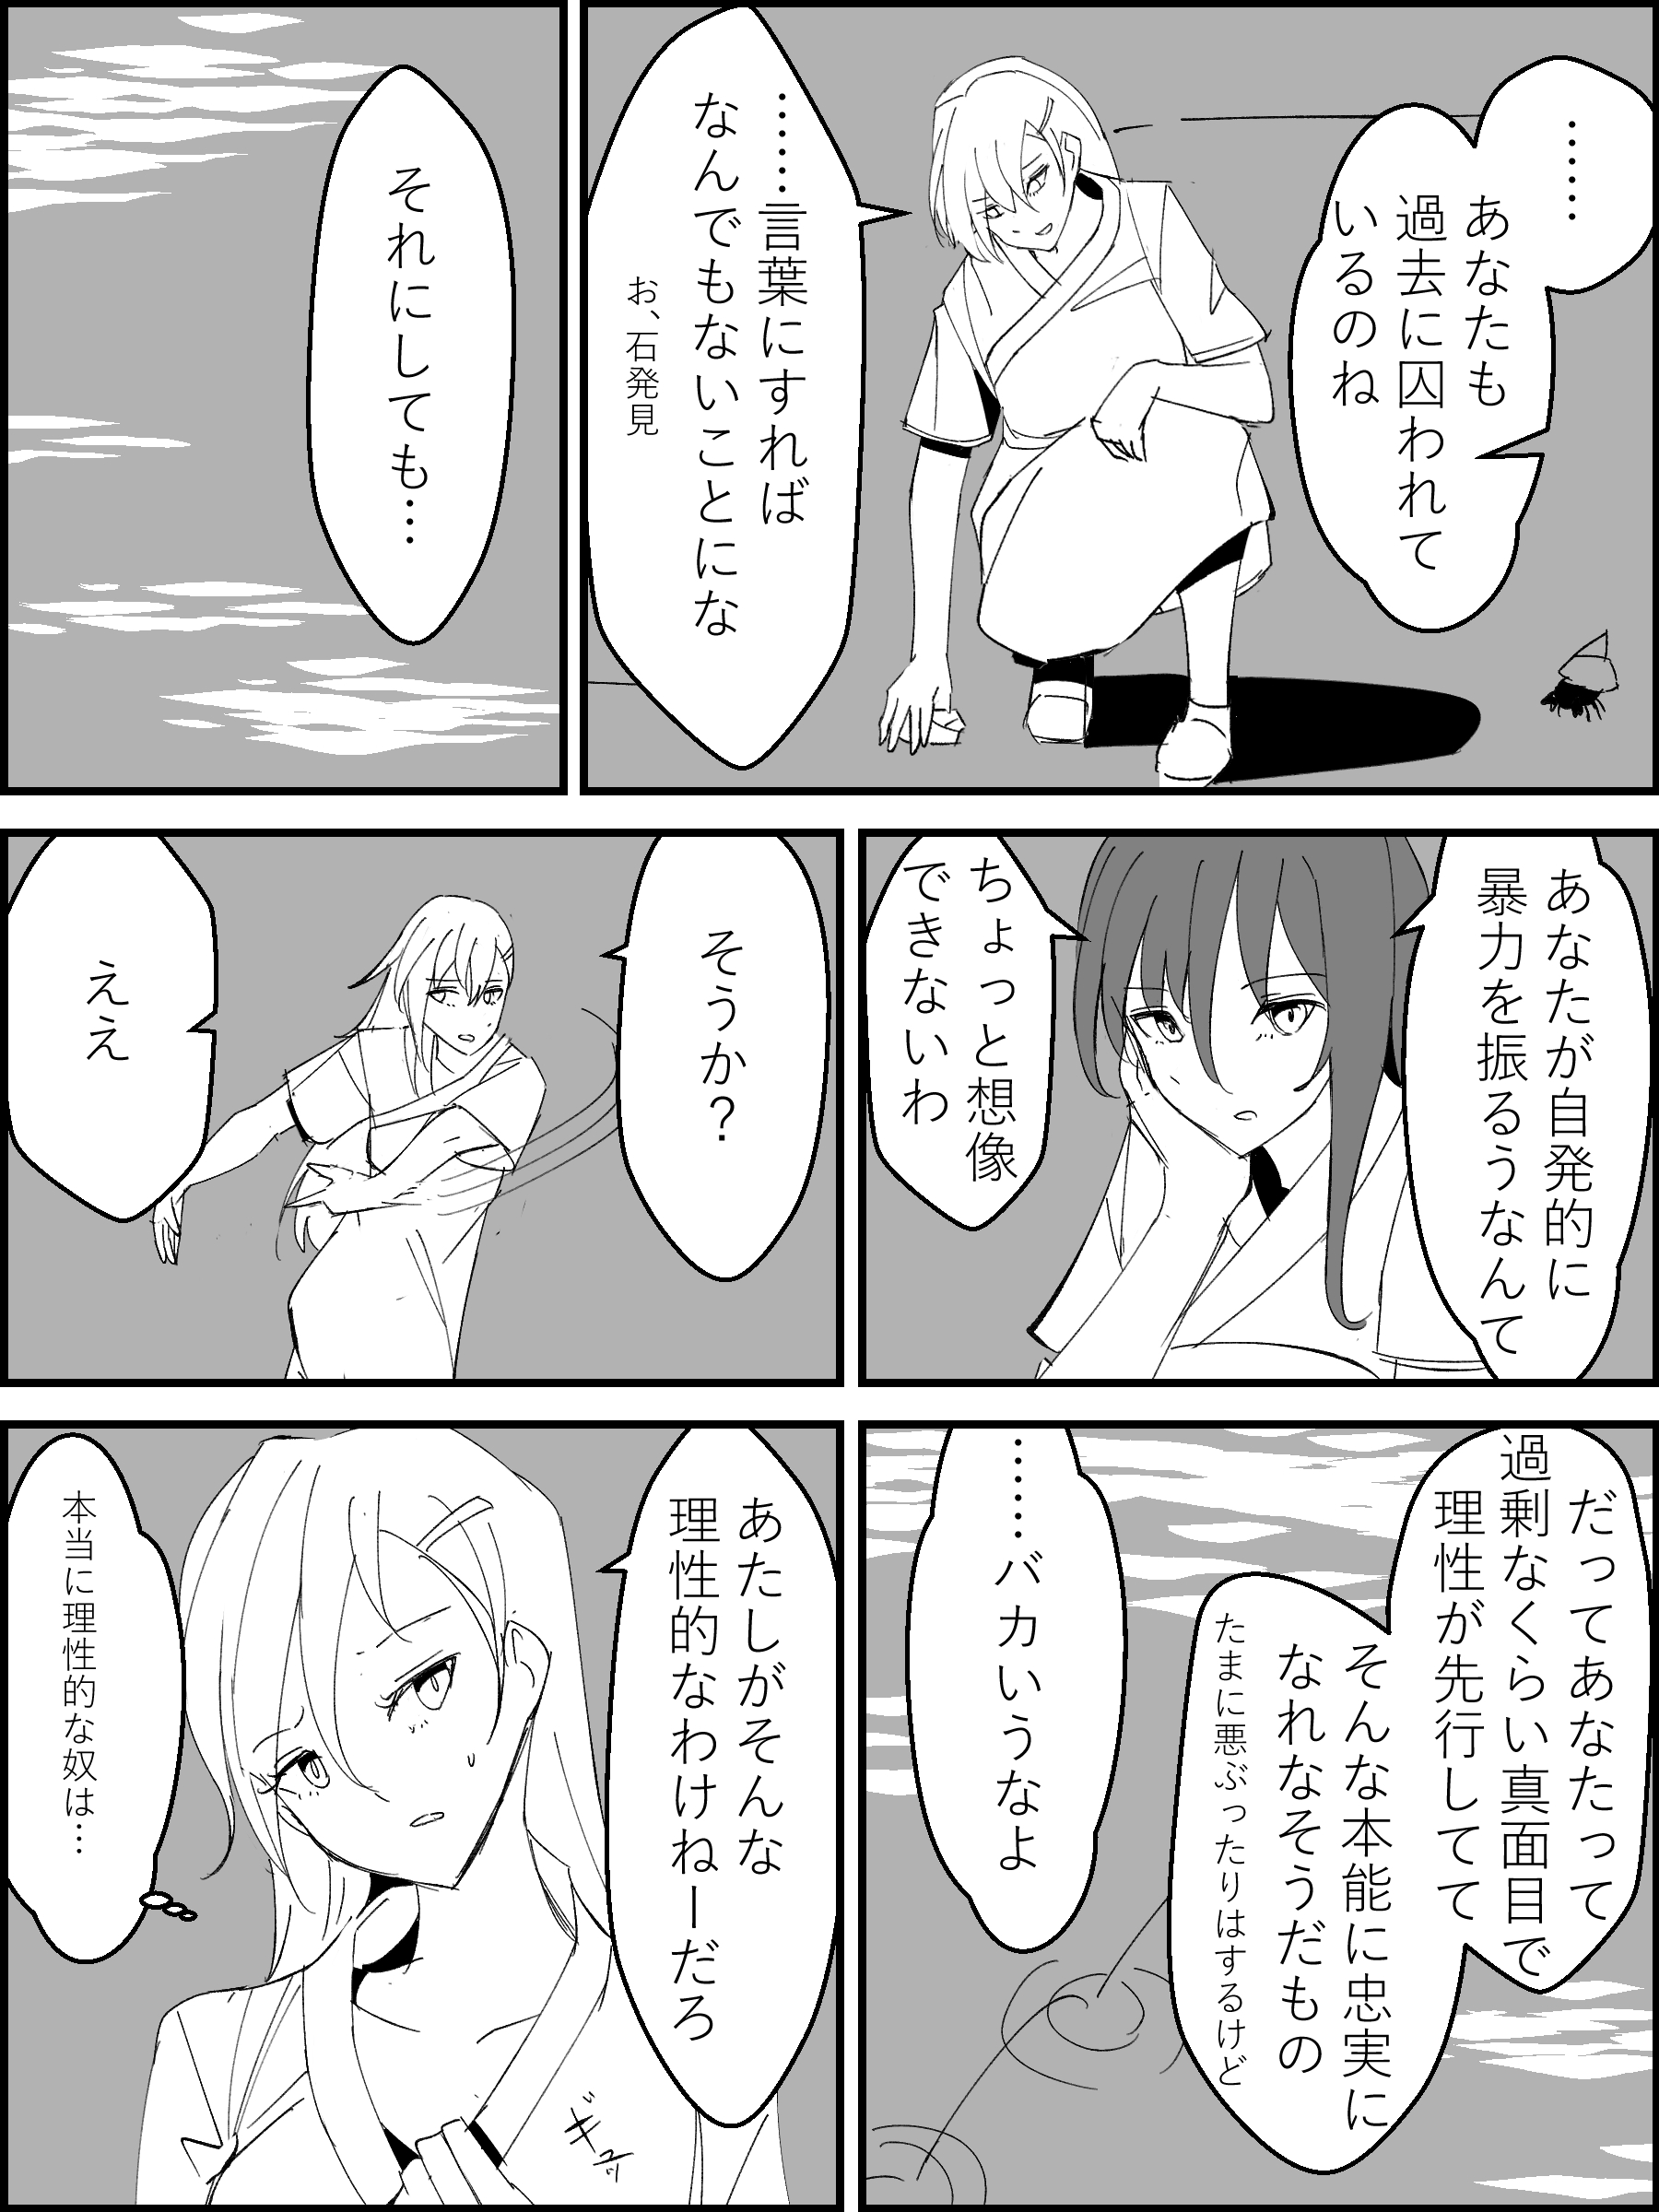 ……
あなたも
過去に囚われて
いるのね
……言葉にすれば
なんでもないことにな
お、石発見
それにしても…
あなたが自発的に
暴力を振るうなんて
ちょっと想像
できないわ
そうか？
ええ
だってあなたって
過剰なくらい真面目で
理性が先行してて
そんな本能に忠実に
なれなそうだもの
たまに悪ぶったりはするけど
……バカいうなよ
あたしがそんな
理性的なわけねーだろ
ギュッ
本当に理性的な奴は…